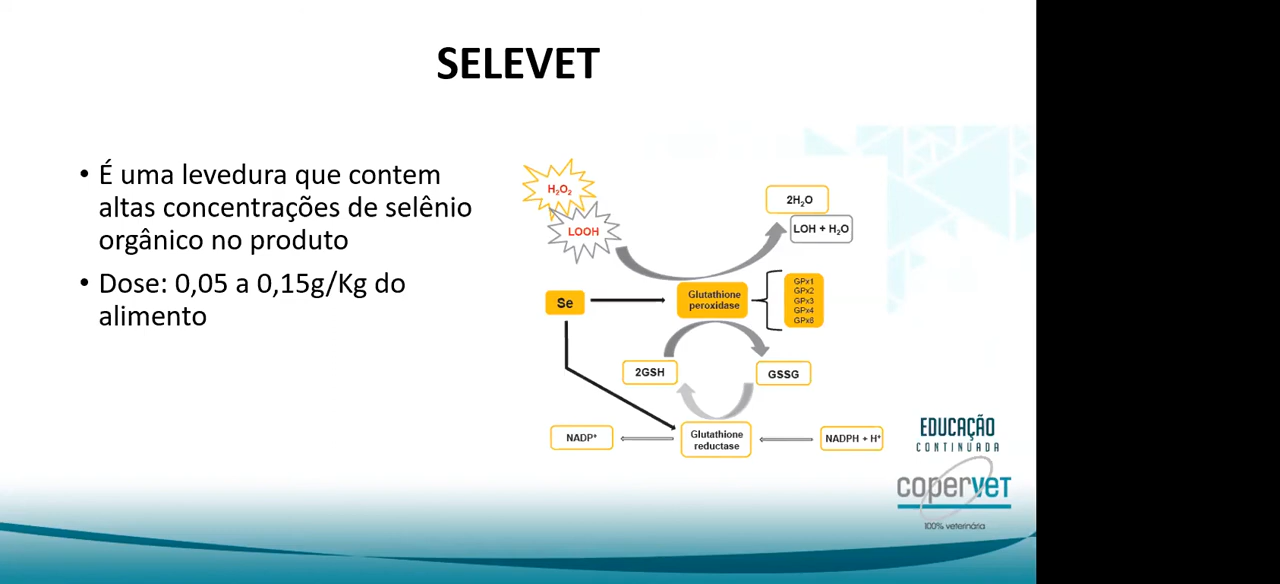 SELEVET
• É uma levedura que contem
altas concentrações de selênio
orgânico no produto
• Dose: 0,05 a 0,15g/Kg do
alimento
H₂O₂
LOOH
2H₂O
LOH + H₂O
Se
Glutathione
peroxidase
GPx1
GPx2
GPx3
GPx4
GPx6
2GSH
GSSG
NADP⁺
Glutathione
reductase
NADPH + H⁺
EDUCAÇÃO
CONTINUADA
copervet
100% veterinária